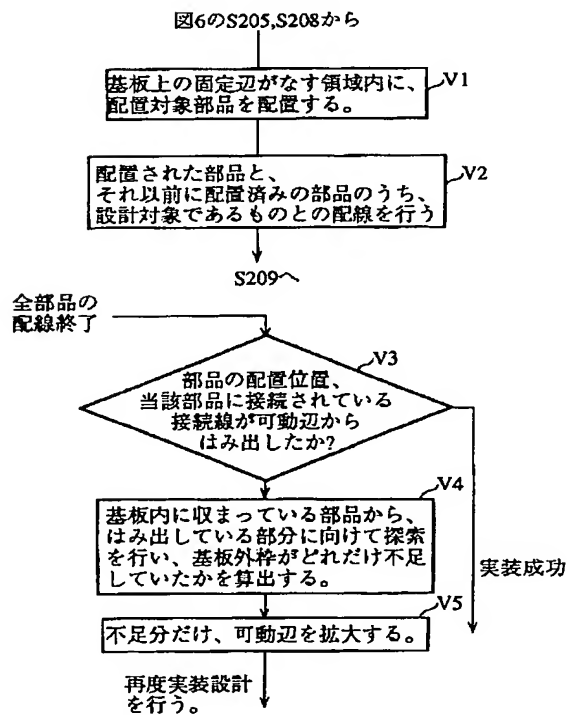 図6のS205,S208から
基板上の固定辺がなす領域内に、
配置対象部品を配置する。
V1
配置された部品と、
それ以前に配置済みの部品のうち、
設計対象であるものとの配線を行う
V2
S209へ
全部品の
配線終了
部品の配置位置、
当該部品に接続されている
接続線が可動辺から
はみ出したか?
V3
基板内に収まっている部品から、
はみ出している部分に向けて探索
を行い、基板外枠がどれだけ不足
していたかを算出する。
V4
実装成功
不足分だけ、可動辺を拡大する。
V5
再度実装設計
を行う。